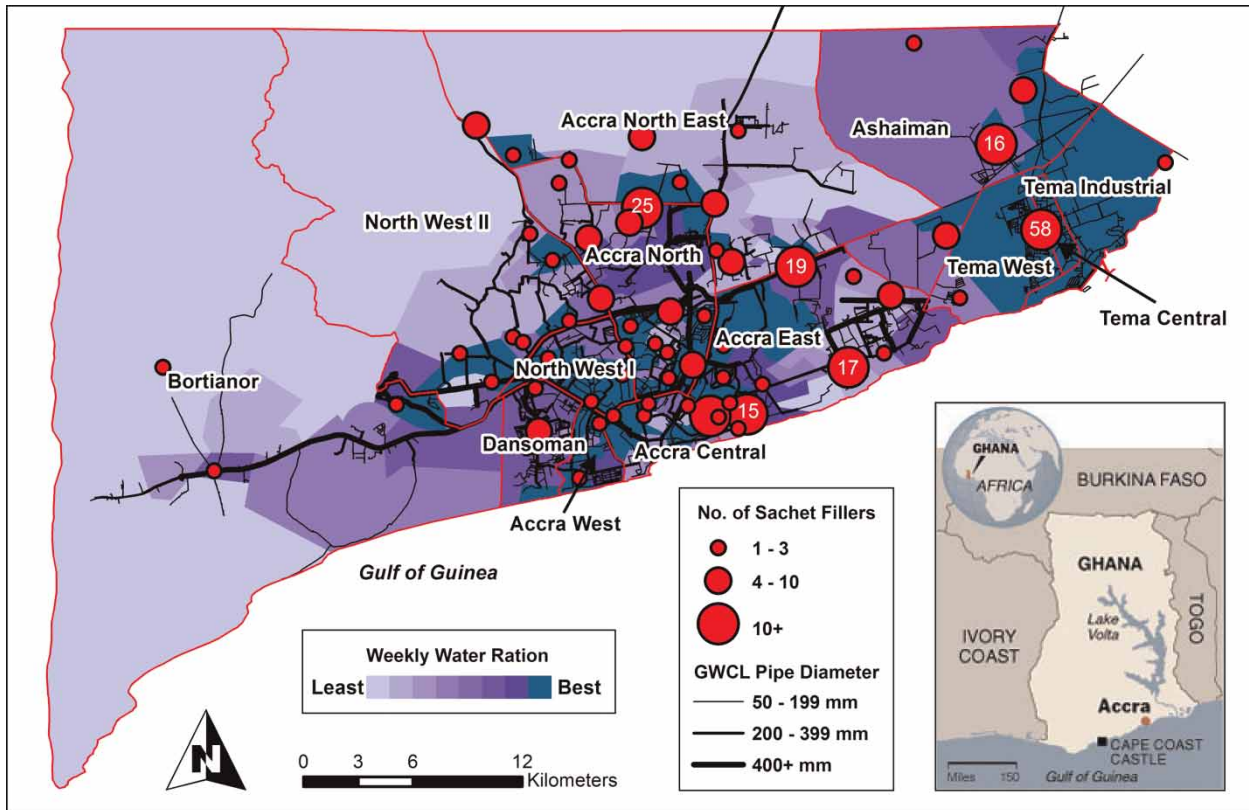 Accra North East
Ashaiman
16
Tema Industrial
25
North West II
58
Accra North
19
Tema West
Tema Central
Accra East
North West I
17
Bortianor
15
Dansoman
Accra Central
Accra West
Gulf of Guinea
Weekly Water Ration
Least
Best
N
0 3 6 12
Kilometers
No. of Sachet Fillers
1 - 3
4 - 10
10+
GWCL Pipe Diameter
50 - 199 mm
200 - 399 mm
400+ mm
GHANA
AFRICA
BURKINA FASO
GHANA
Lake
Volta
TOGO
IVORY
COAST
Accra
CAPE COAST
CASTLE
Miles 150
Gulf of Guinea